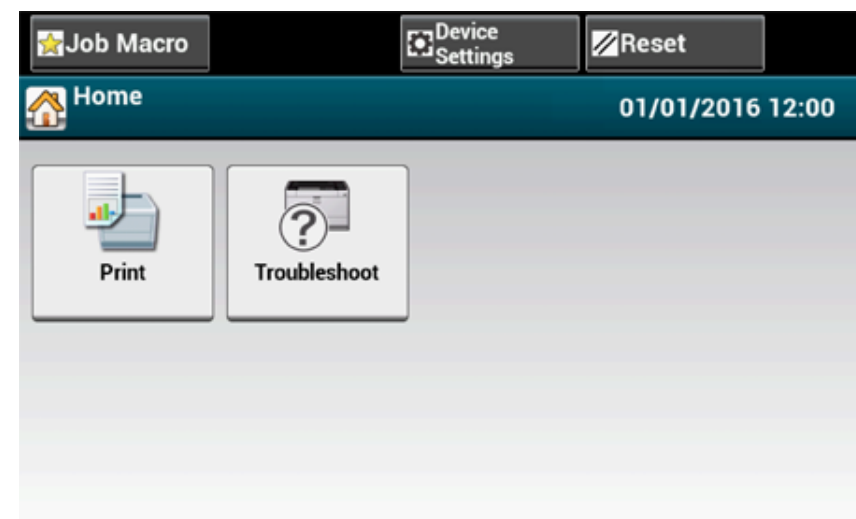 Job Macro
Device
Settings
Reset
Home
01/01/2016 12:00
Print
Troubleshoot